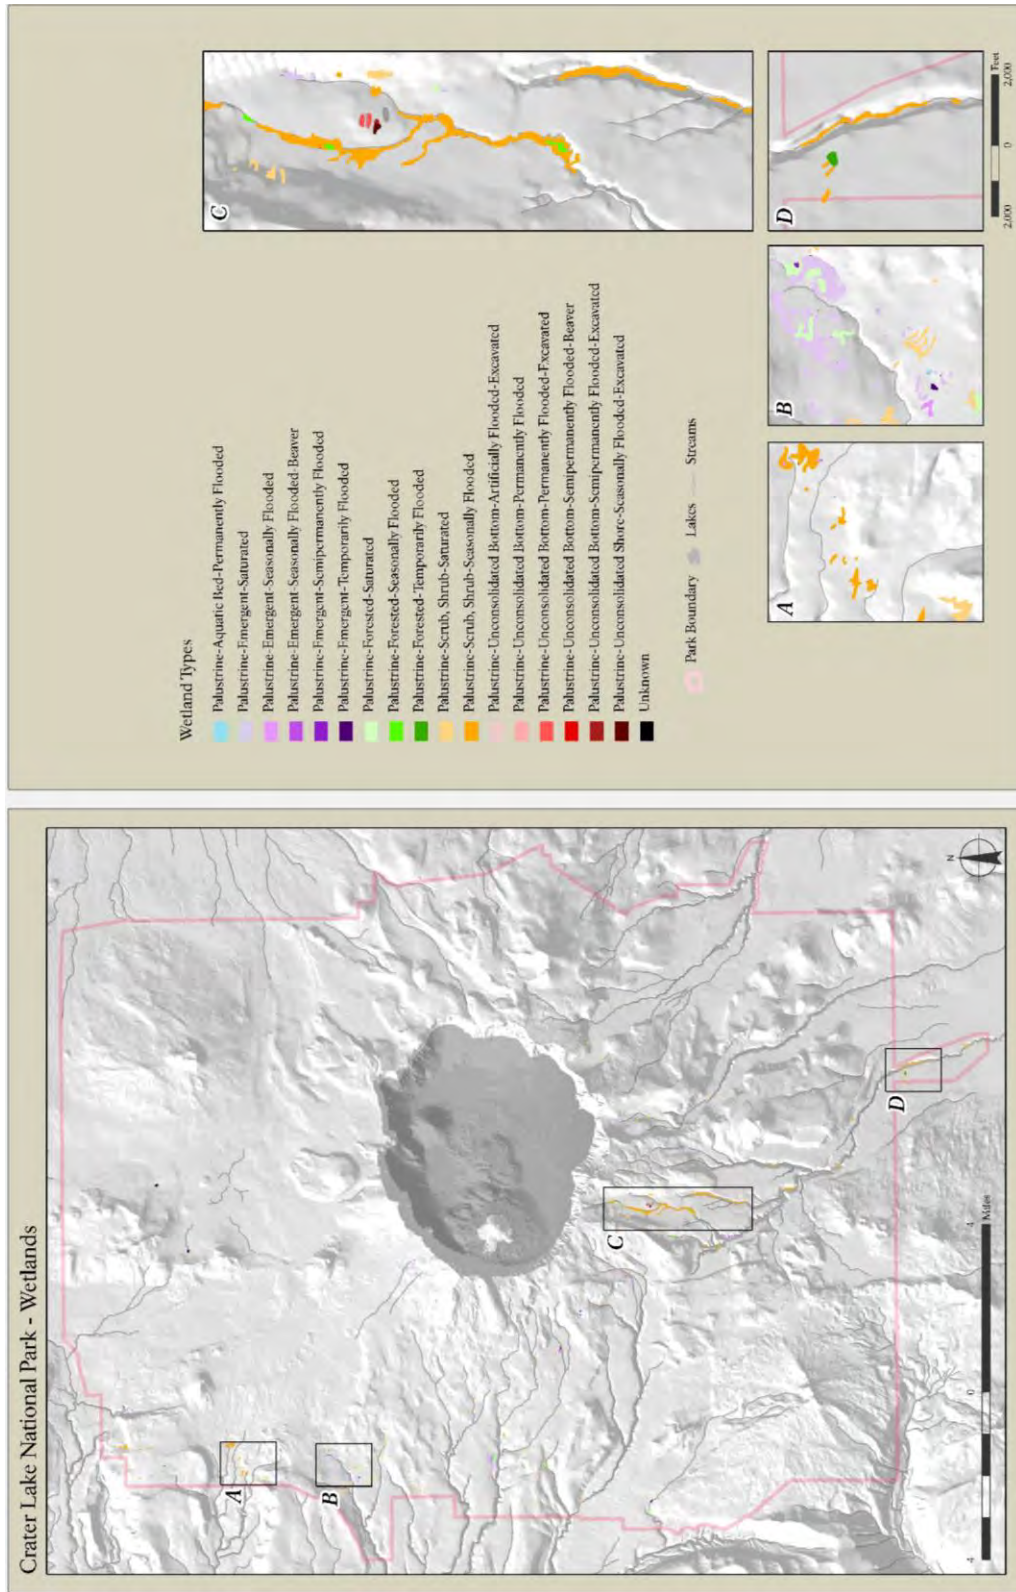 Crater Lake National Park - Wetlands
A
B
C
D
N
4
0
4
Miles
Wetland Types
Palustrine-Aquatic Bed-Permanently Flooded
Palustrine-Emergent-Saturated
Palustrine-Emergent-Seasonally Flooded
Palustrine-Emergent-Seasonally Flooded-Beaver
Palustrine-Emergent-Semipermanently Flooded
Palustrine-Emergent-Temporarily Flooded
Palustrine-Forested-Saturated
Palustrine-Forested-Seasonally Flooded
Palustrine-Forested-Temporarily Flooded
Palustrine-Scrub, Shrub-Saturated
Palustrine-Scrub, Shrub-Seasonally Flooded
Palustrine-Unconsolidated Bottom-Artificially Flooded-Excavated
Palustrine-Unconsolidated Bottom-Permanently Flooded
Palustrine-Unconsolidated Bottom-Permanently Flooded-Excavated
Palustrine-Unconsolidated Bottom-Semipermanently Flooded-Beaver
Palustrine-Unconsolidated Bottom-Semipermanently Flooded-Excavated
Palustrine-Unconsolidated Shore-Seasonally Flooded-Excavated
Unknown
Park Boundary Lakes Streams
A
B
C
D
2,000 0 2,000
Feet